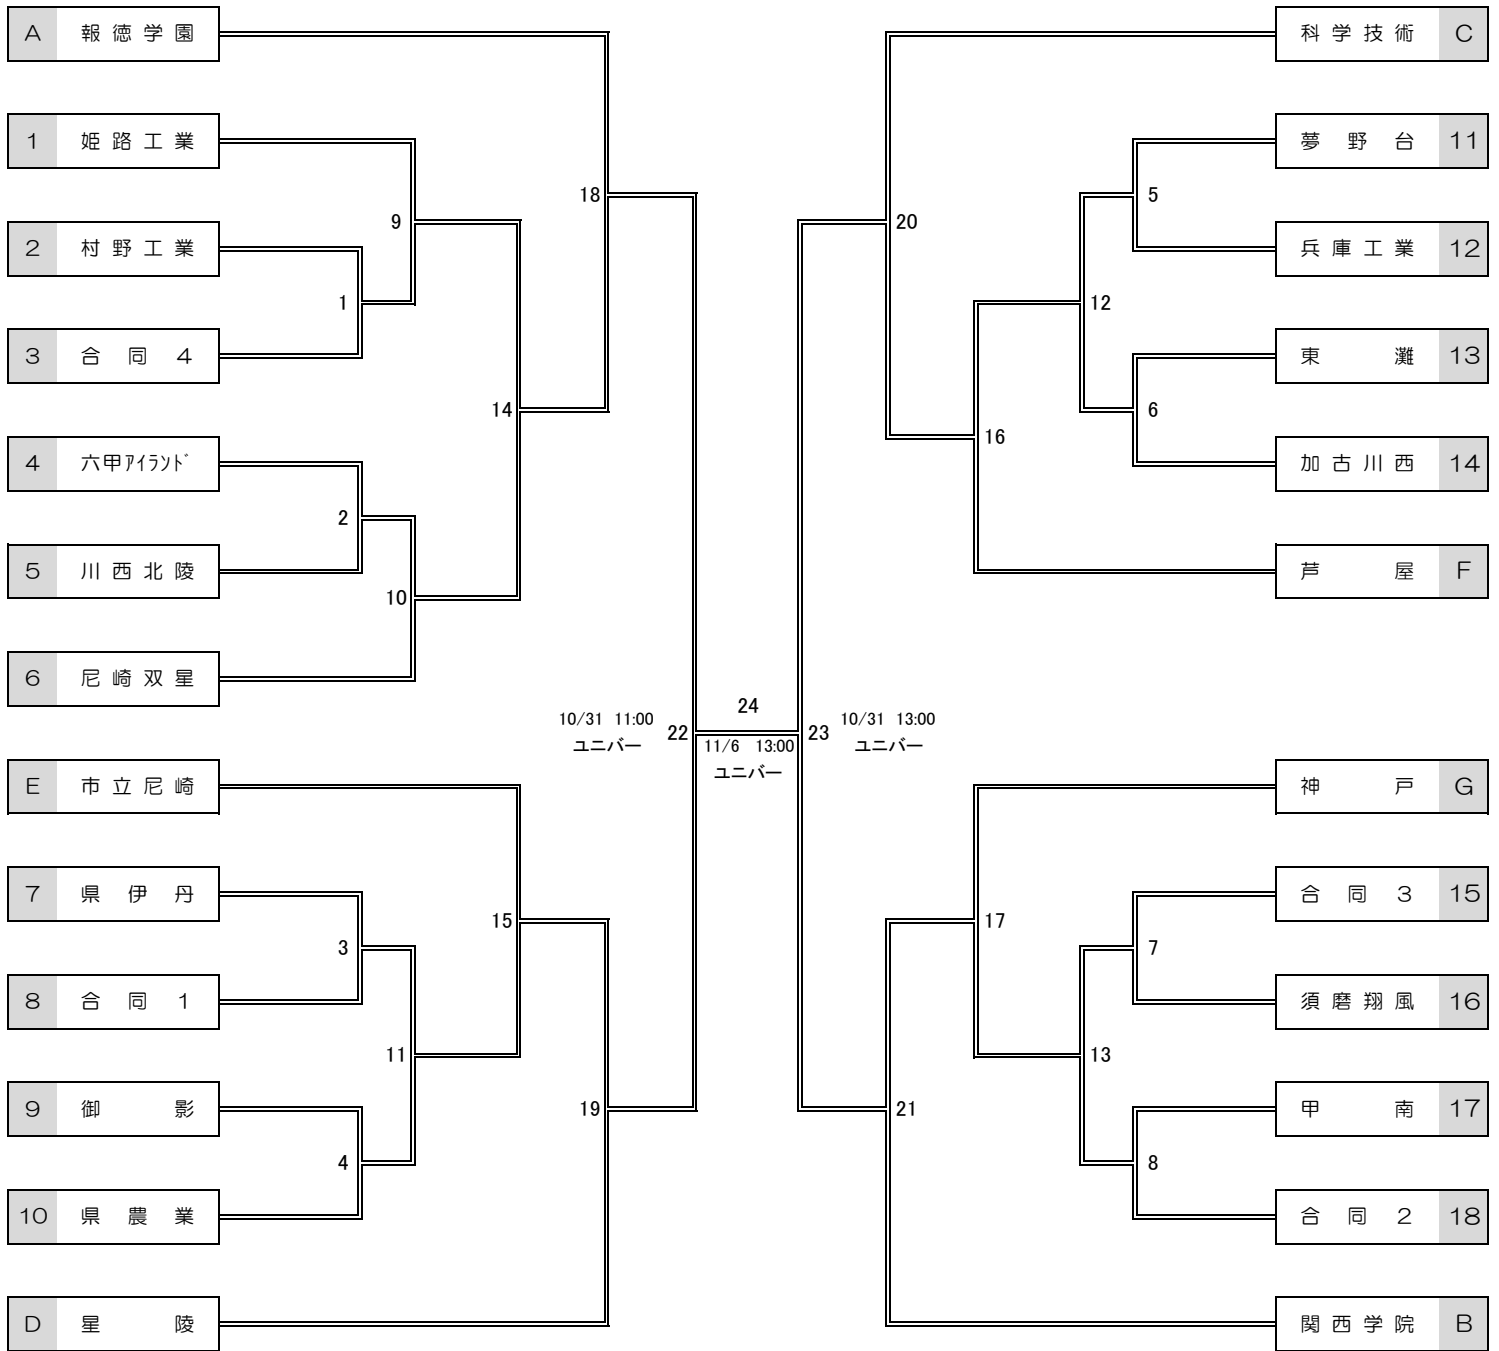 A 報徳学園
1 姫路工業
2 村野工業
3 合同4
4 六甲ｱｲﾗﾝﾄﾞ
5 川西北陵
6 尼崎双星
E 市立尼崎
7 県伊丹
8 合同1
9 御影
10 県農業
D 星陵
1
2
3
4
9
10
11
14
15
18
19
10/31 11:00
ユニバー
22
24
11/6 13:00
ユニバー
23
10/31 13:00
ユニバー
20
21
16
17
12
13
5
6
7
8
科学技術 C
夢野台 11
兵庫工業 12
東灘 13
加古川西 14
芦屋 F
神戸 G
合同3 15
須磨翔風 16
甲南 17
合同2 18
関西学院 B